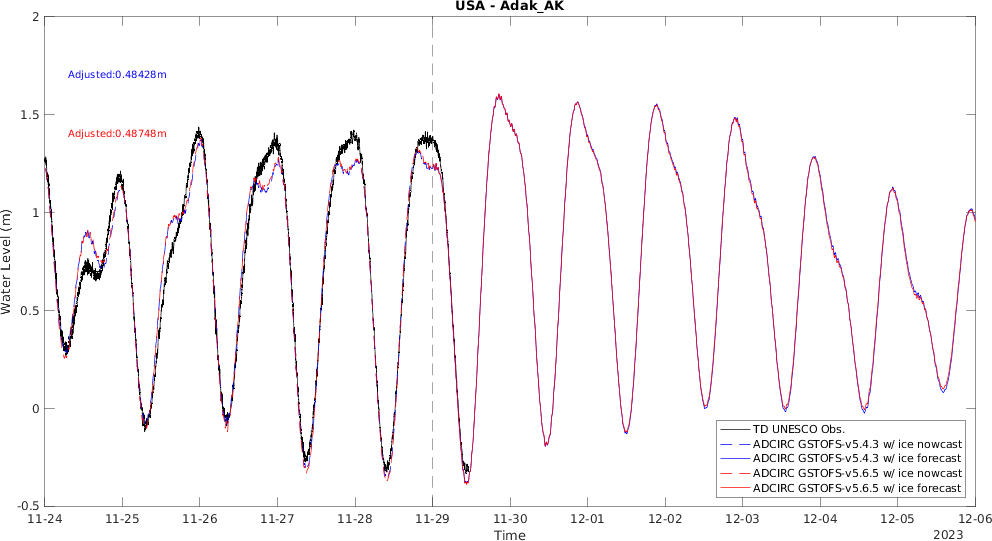 USA - Adak_AK
Water Level (m)
2
1.5
1
0.5
0
-0.5
Adjusted:0.48428m
Adjusted:0.48748m
TD UNESCO Obs.
ADCIRC GSTOFS-v5.4.3 w/ ice nowcast
ADCIRC GSTOFS-v5.4.3 w/ ice forecast
ADCIRC GSTOFS-v5.6.5 w/ ice nowcast
ADCIRC GSTOFS-v5.6.5 w/ ice forecast
11-24 11-25 11-26 11-27 11-28 11-29 11-30 12-01 12-02 12-03 12-04 12-05 12-06
Time
2023